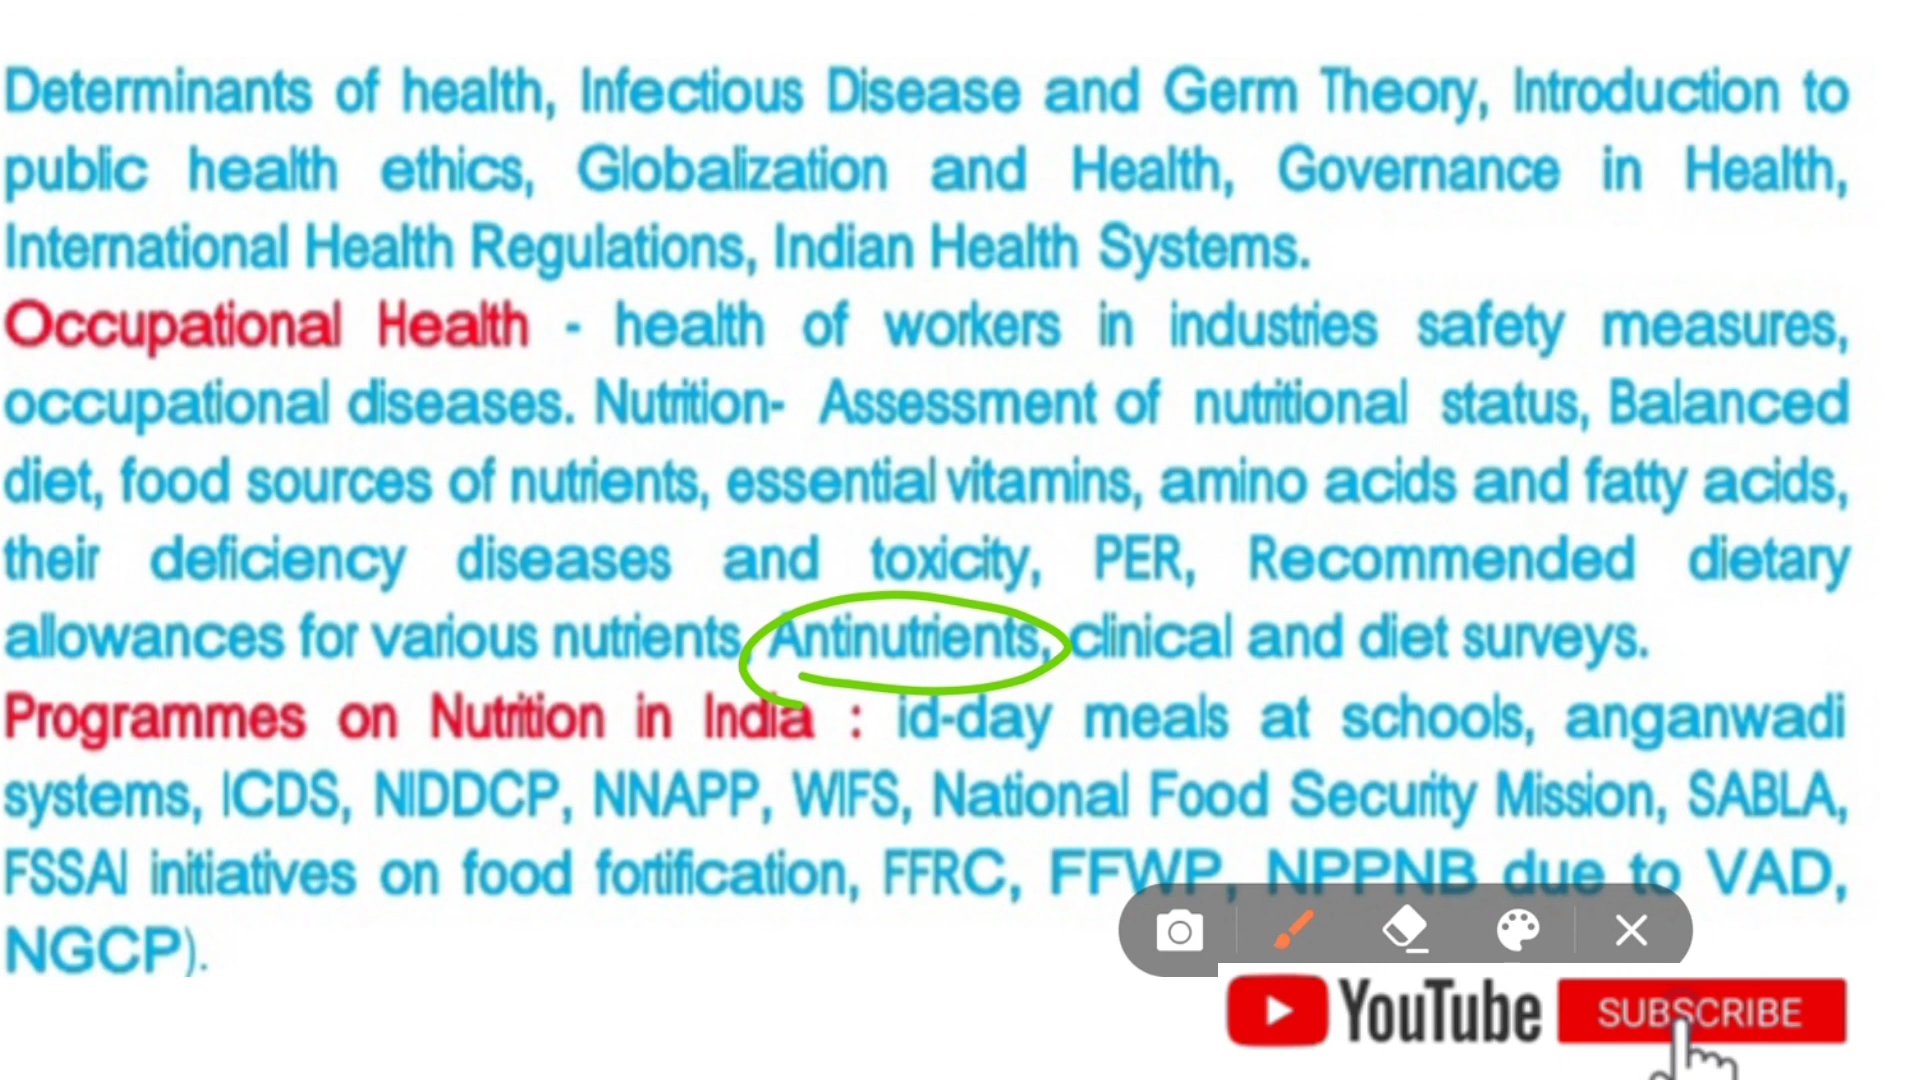 Determinants of health, Infectious Disease and Germ Theory, Introduction to
public health ethics, Globalization and Health, Governance in Health,
International Health Regulations, Indian Health Systems.
Occupational Health - health of workers in industries safety measures,
occupational diseases. Nutrition- Assessment of nutritional status, Balanced
diet, food sources of nutrients, essential vitamins, amino acids and fatty acids,
their deficiency diseases and toxicity, PER, Recommended dietary
allowances for various nutrients, Antinutrients, clinical and diet surveys.
Programmes on Nutrition in India : id-day meals at schools, anganwadi
systems, ICDS, NIDDCP, NNAPP, WIFS, National Food Security Mission, SABLA,
FSSAI initiatives on food fortification, FFRC, FFWP, NPPNB due to VAD,
NGCP).
YouTube SUBSCRIBE